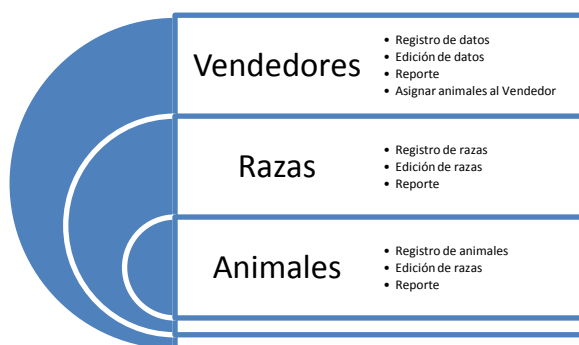 Vendedores
• Registro de datos
• Edición de datos
• Reporte
• Asignar animales al Vendedor
Razas
• Registro de razas
• Edición de razas
• Reporte
Animales
• Registro de animales
• Edición de razas
• Reporte